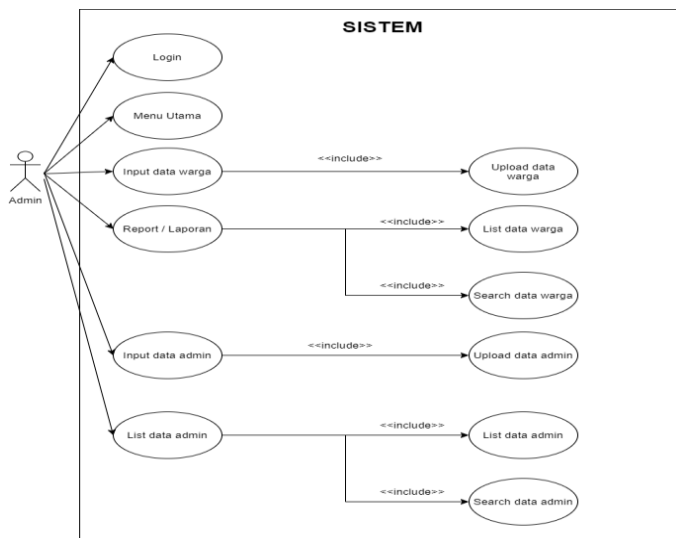 SISTEM
Login
Menu Utama
Admin
Input data warga
<<include>>
Upload data
warga
Report / Laporan
<<include>>
List data warga
<<include>>
Search data warga
Input data admin
<<include>>
Upload data admin
List data admin
<<include>>
List data admin
<<include>>
Search data admin